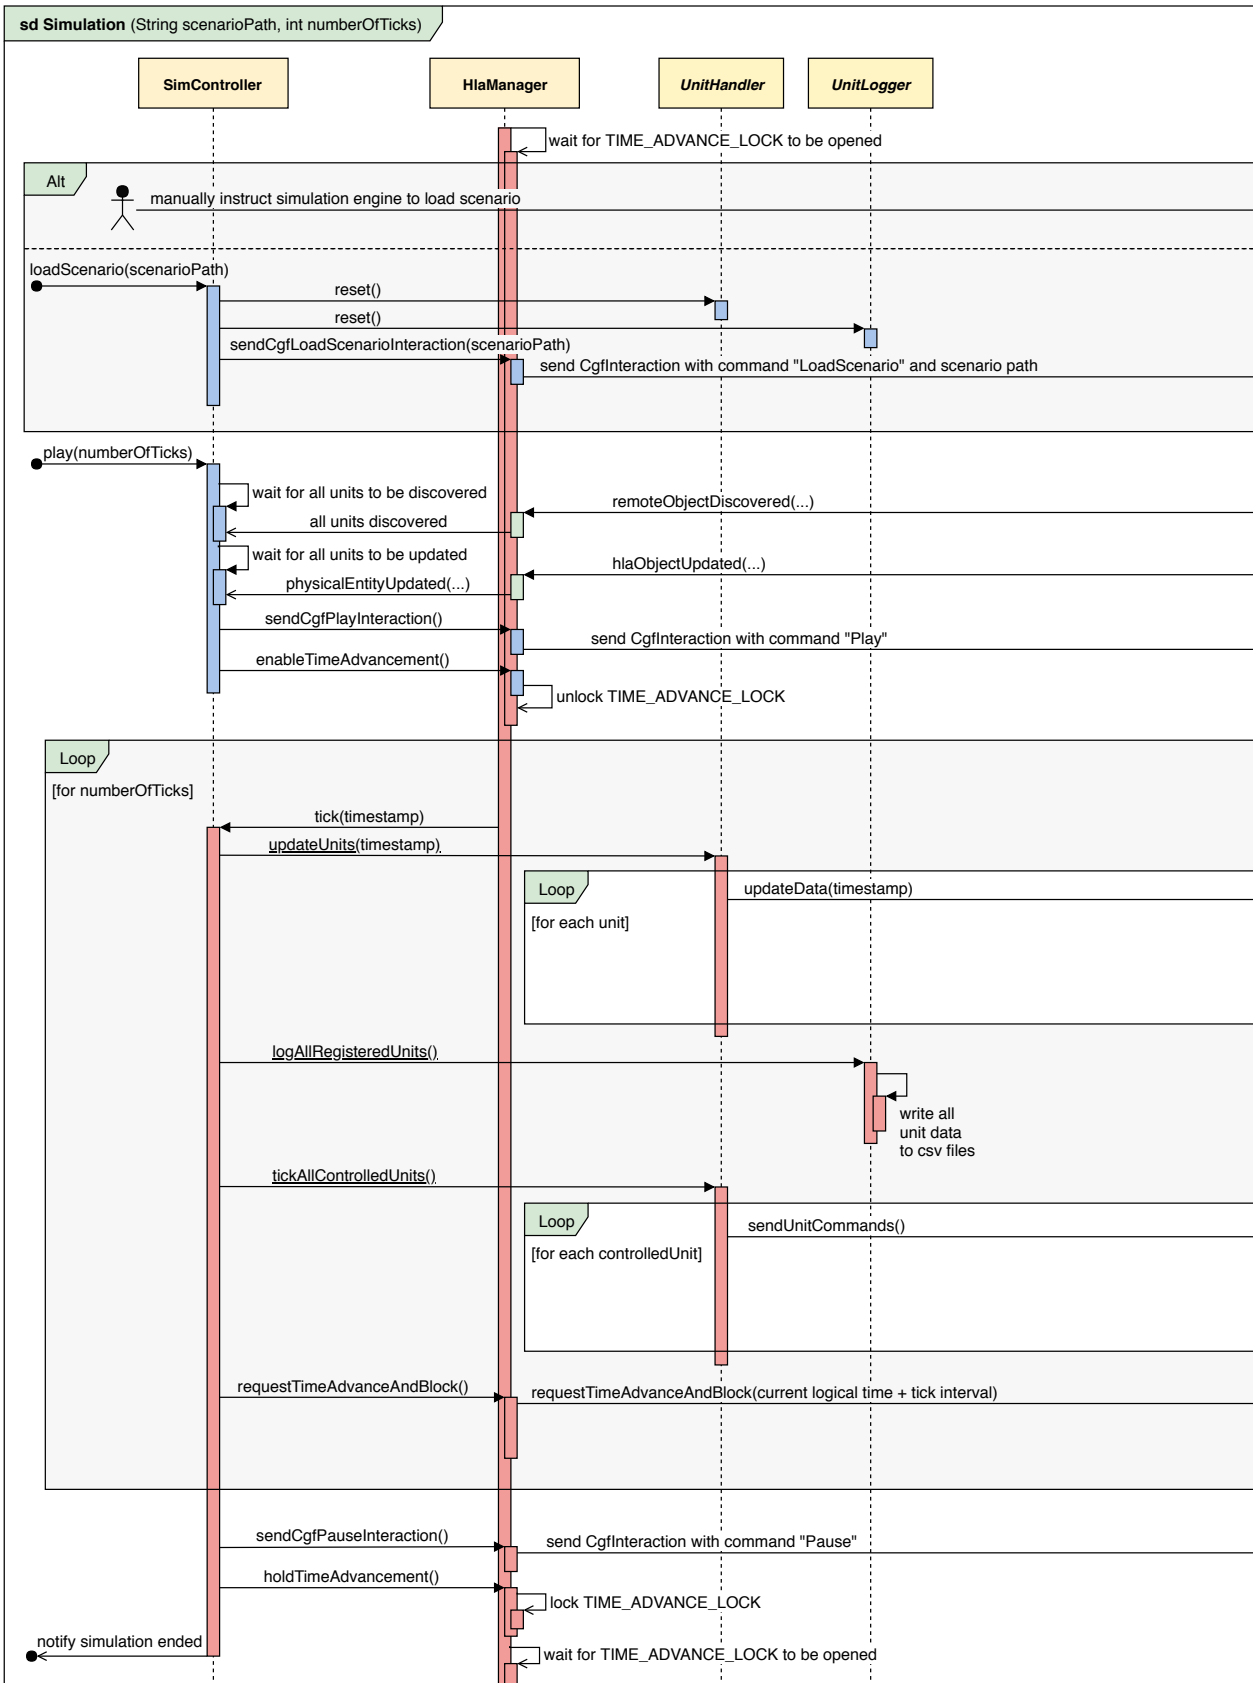 sd Simulation (String scenarioPath, int numberOfTicks)
SimController
HlaManager
UnitHandler
UnitLogger
wait for TIME_ADVANCE_LOCK to be opened
Alt
manually instruct simulation engine to load scenario
loadScenario(scenarioPath)
reset()
reset()
sendCgfLoadScenarioInteraction(scenarioPath)
send CgfInteraction with command "LoadScenario" and scenario path
play(numberOfTicks)
wait for all units to be discovered
remoteObjectDiscovered(...)
all units discovered
wait for all units to be updated
hlaObjectUpdated(...)
physicalEntityUpdated(...)
sendCgfPlayInteraction()
send CgfInteraction with command "Play"
enableTimeAdvancement()
unlock TIME_ADVANCE_LOCK
Loop
[for numberOfTicks]
tick(timestamp)
updateUnits(timestamp)
Loop
updateData(timestamp)
[for each unit]
logAllRegisteredUnits()
write all
unit data
to csv files
tickAllControlledUnits()
Loop
sendUnitCommands()
[for each controlledUnit]
requestTimeAdvanceAndBlock()
requestTimeAdvanceAndBlock(current logical time + tick interval)
sendCgfPauseInteraction()
send CgfInteraction with command "Pause"
holdTimeAdvancement()
lock TIME_ADVANCE_LOCK
notify simulation ended
wait for TIME_ADVANCE_LOCK to be opened